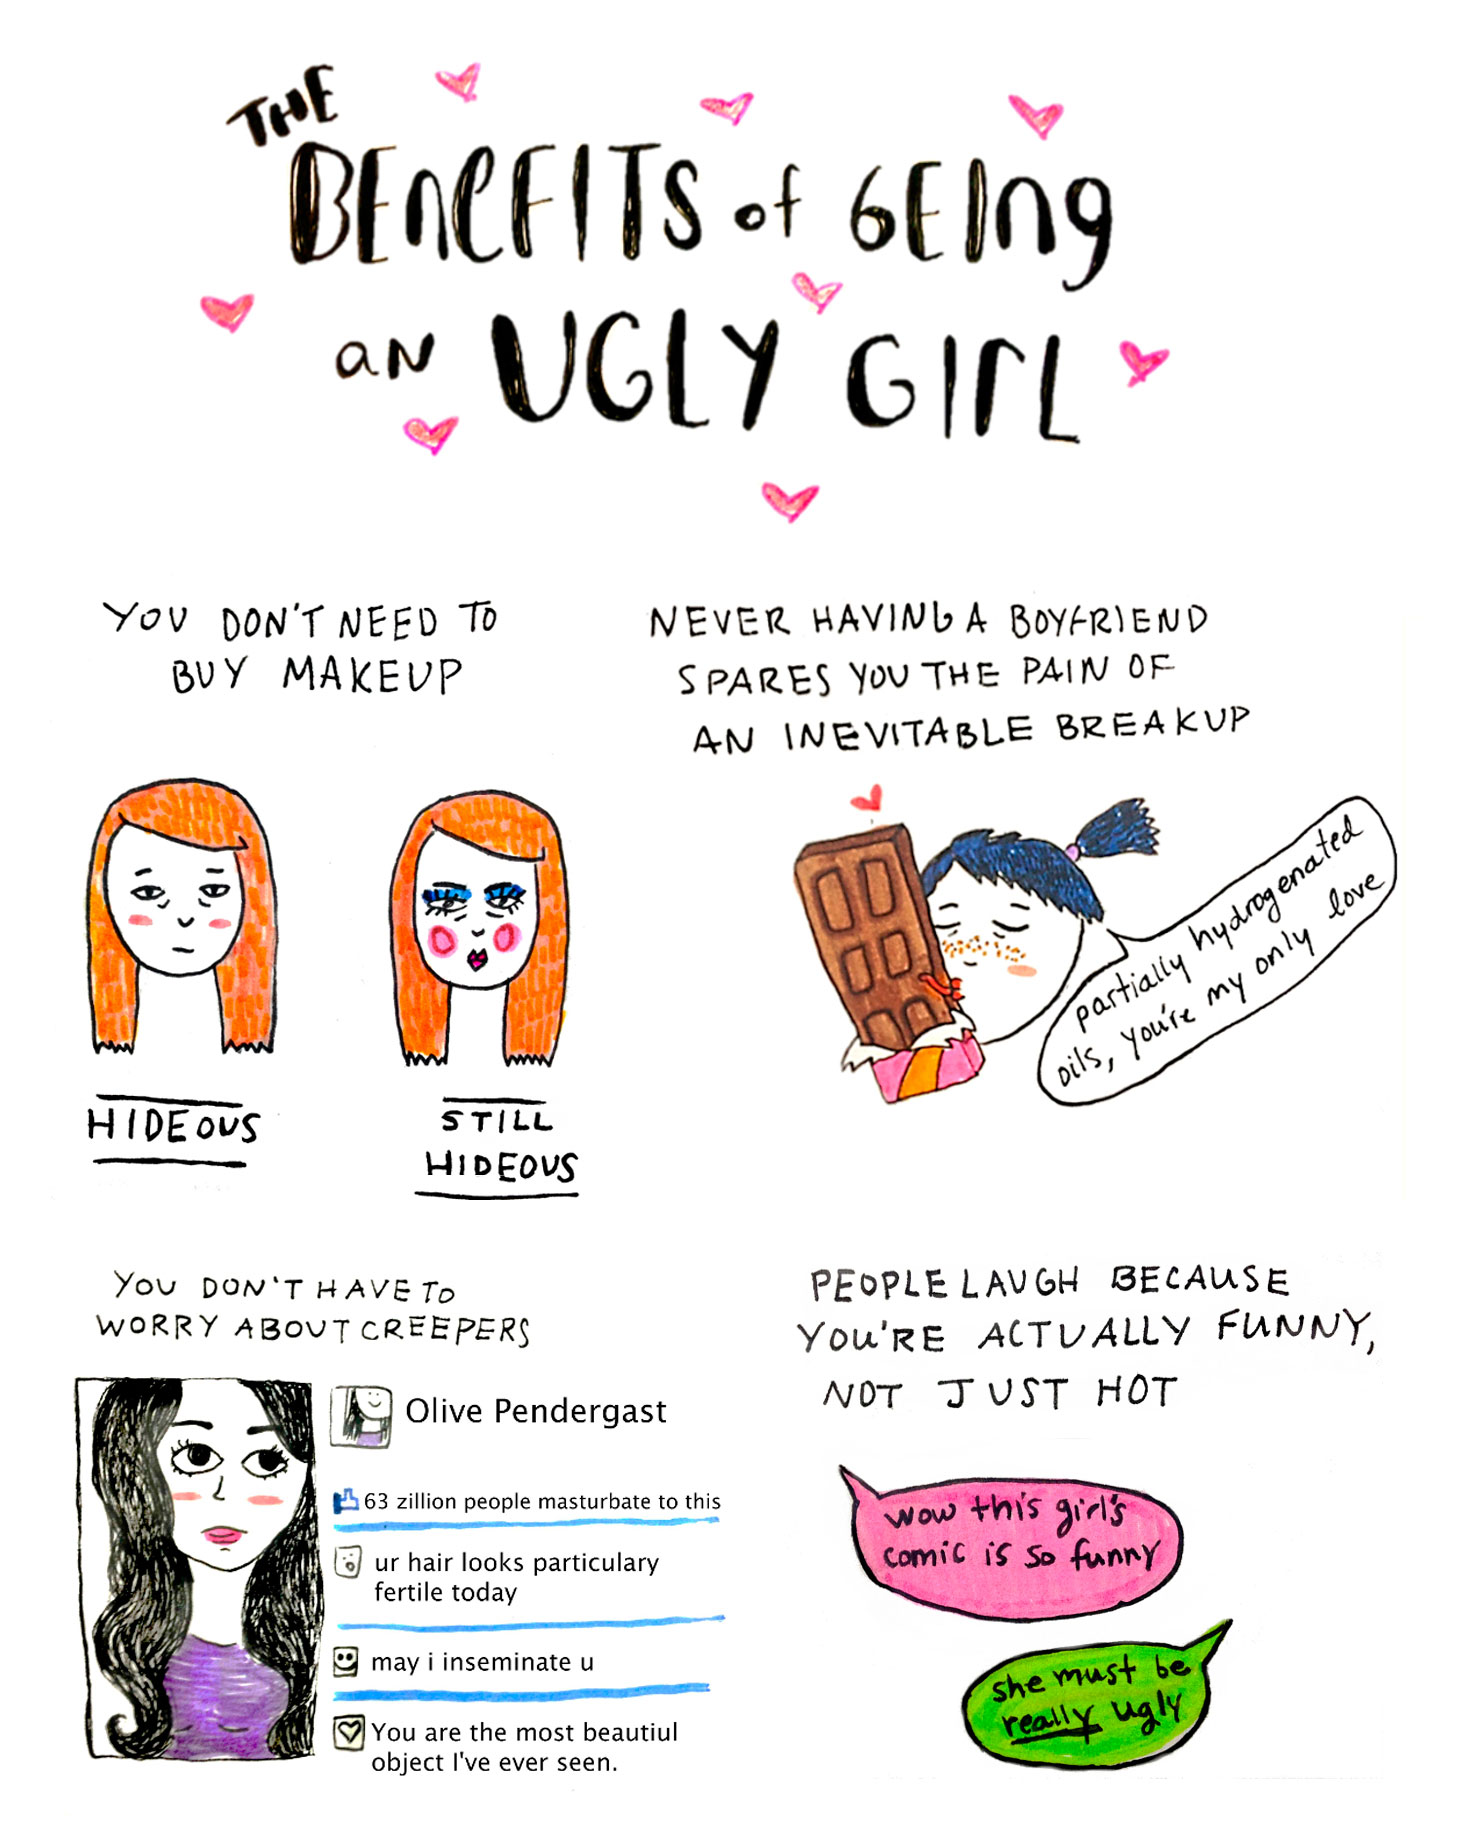 THE
BENEFITS of BEING
AN UGLY GIRL
YOU DON'T NEED TO
BUY MAKEUP
HIDEOUS
STILL
HIDEOUS
NEVER HAVING A BOYFRIEND
SPARES YOU THE PAIN OF
AN INEVITABLE BREAKUP
partially hydrogenated
oils, you're my only love
YOU DON'T HAVE TO
WORRY ABOUT CREEPERS
Olive Pendergast
63 zillion people masturbate to this
ur hair looks particulary
fertile today
may i inseminate u
You are the most beautiul
object I've ever seen.
PEOPLE LAUGH BECAUSE
YOU'RE ACTUALLY FUNNY,
NOT JUST HOT
wow this girl's
comic is so funny
she must be
really ugly